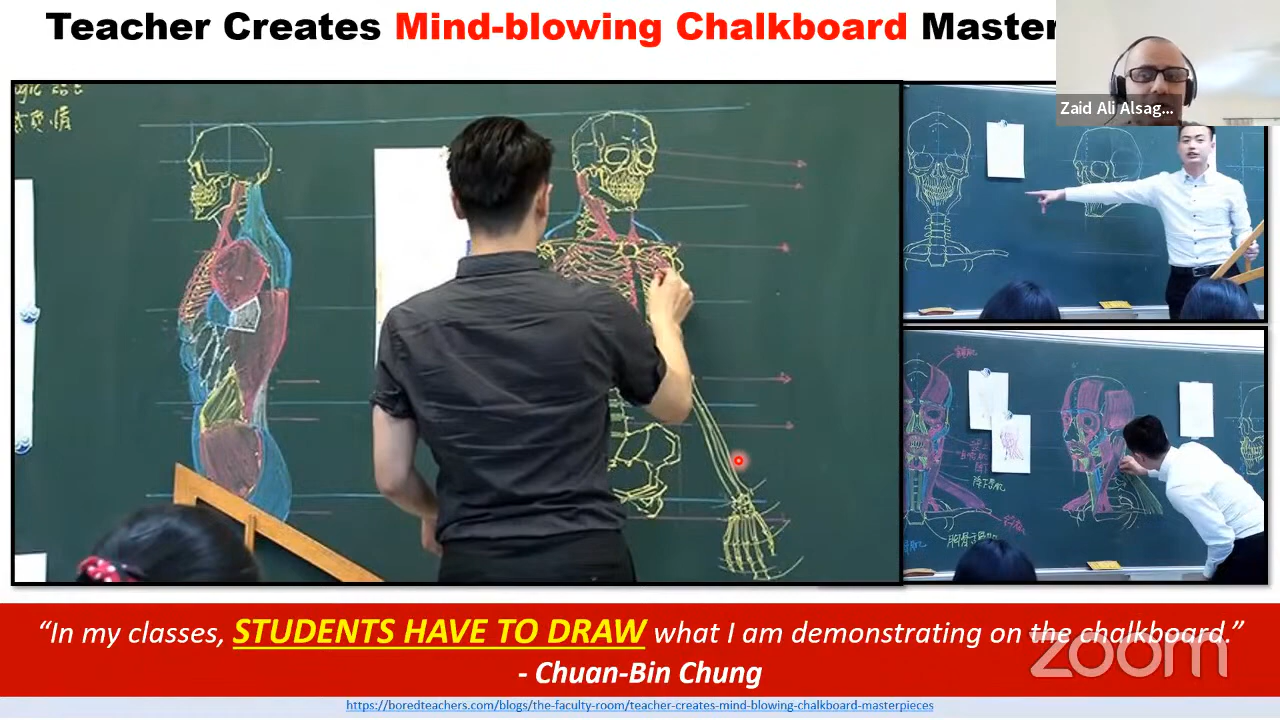 Teacher Creates Mind-blowing Chalkboard Master
Zaid Ali Alsag...
“In my classes, STUDENTS HAVE TO DRAW what I am demonstrating on the chalkboard.”
- Chuan-Bin Chung
zoom
https://boredteachers.com/blogs/the-faculty-room/teacher-creates-mind-blowing-chalkboard-masterpieces